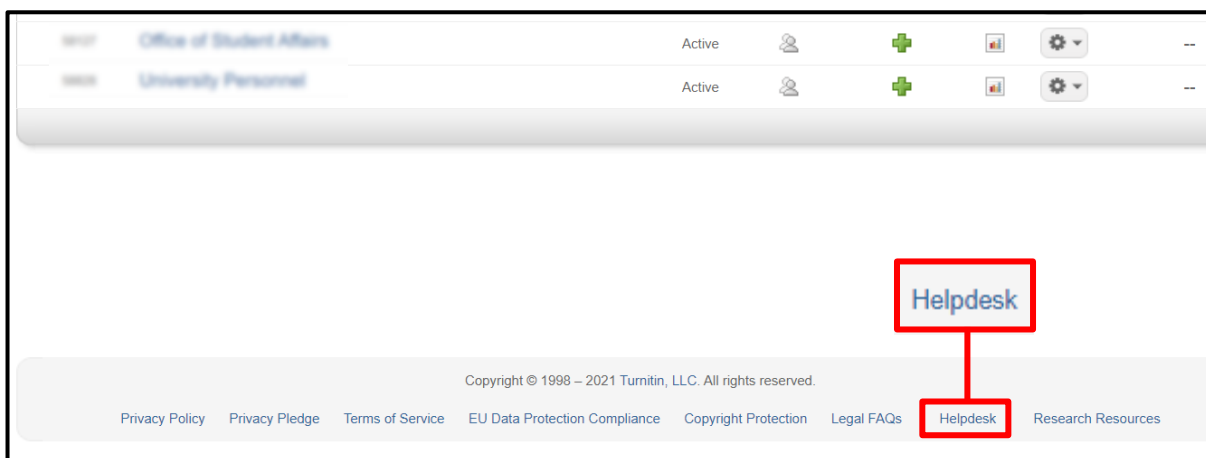 Office of Student Affairs Active --
University Personnel Active --
Helpdesk
Copyright © 1998 – 2021 Turnitin, LLC. All rights reserved.
Privacy Policy Privacy Pledge Terms of Service EU Data Protection Compliance Copyright Protection Legal FAQs Helpdesk Research Resources